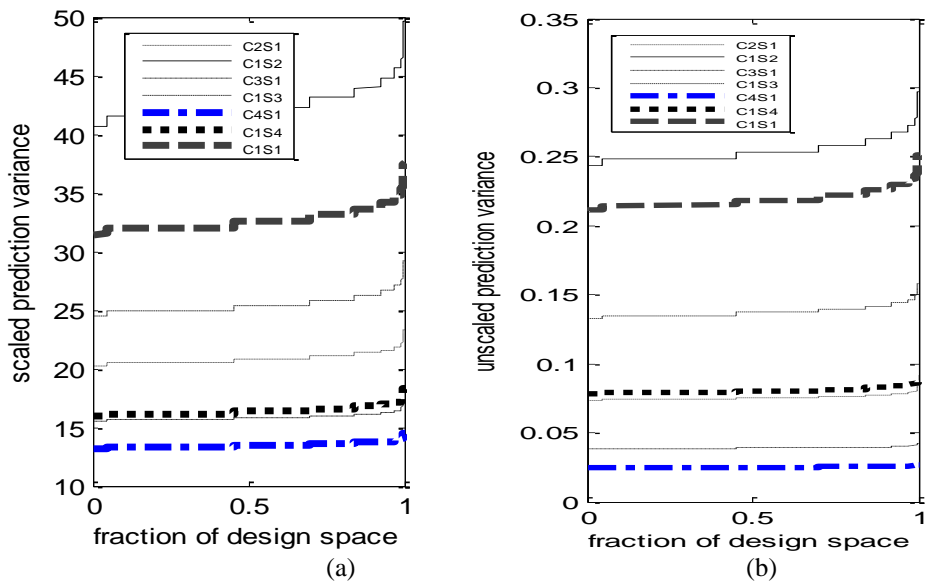 50
45
40
35
30
25
20
15
10
scaled prediction variance
C2S1
C1S2
C3S1
C1S3
C4S1
C1S4
C1S1
0 0.5 1
fraction of design space
(a)
0.35
0.3
0.25
0.2
0.15
0.1
0.05
0
unscaled prediction variance
C2S1
C1S2
C3S1
C1S3
C4S1
C1S4
C1S1
0 0.5 1
fraction of design space
(b)